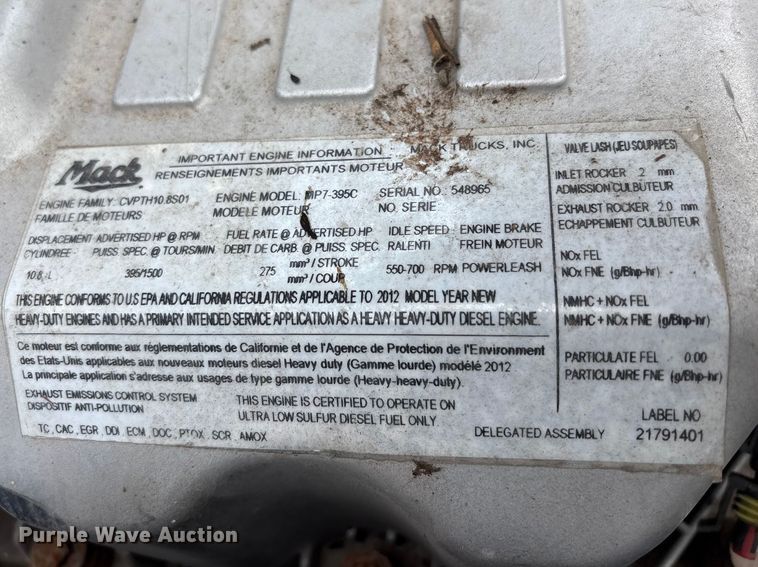 Mack
IMPORTANT ENGINE INFORMATION MACK TRUCKS, INC.
RENSEIGNEMENTS IMPORTANTS MOTEUR
ENGINE FAMILY: CVPTH10.8S01 ENGINE MODEL: MP7-395C SERIAL NO. 548965
FAMILLE DE MOTEURS MODELE MOTEUR NO. SERIE
DISPLACEMENT ADVERTISED HP @ RPM FUEL RATE @ ADVERTISED HP IDLE SPEED ENGINE BRAKE
CYLINDREE PUISS SPEC @ TOURS/MIN DEBIT DE CARB. @ PUISS. SPEC. RALENTI FREIN MOTEUR
10.8 L 395/1500 275 mm³ / STROKE 550-700 RPM POWERLEASH
mm³ / COUP
THIS ENGINE CONFORMS TO U.S EPA AND CALIFORNIA REGULATIONS APPLICABLE TO 2012 MODEL YEAR NEW
HEAVY-DUTY ENGINES AND HAS A PRIMARY INTENDED SERVICE APPLICATION AS A HEAVY HEAVY-DUTY DIESEL ENGINE.
Ce moteur est conforme aux réglementations de Californie et de l'Agence de Protection de l'Environment
des Etats-Unis applicables aux nouveaux moteurs diesel Heavy duty (Gamme lourde) modélé 2012
La principale application s'adresse aux usages de type gamme lourde (Heavy-heavy-duty).
EXHAUST EMISSIONS CONTROL SYSTEM THIS ENGINE IS CERTIFIED TO OPERATE ON
DISPOSITIF ANTI-POLLUTION ULTRA LOW SULFUR DIESEL FUEL ONLY
TC, CAC, EGR, DDI, ECM, DOC, PTOX, SCR, AMOX DELEGATED ASSEMBLY
VALVE LASH (JEU SOUPAPES)
INLET ROCKER .2 mm
ADMISSION CULBUTEUR
EXHAUST ROCKER 2.0 mm
ECHAPPEMENT CULBUTEUR
NOx FEL
NOx FNE (g/Bhp-hr)
NMHC + NOx FEL
NMHC + NOx FNE (g/Bhp-hr)
PARTICULATE FEL 0.00
PARTICULAIRE FNE (g/Bhp-hr)
LABEL NO
21791401
Purple Wave Auction